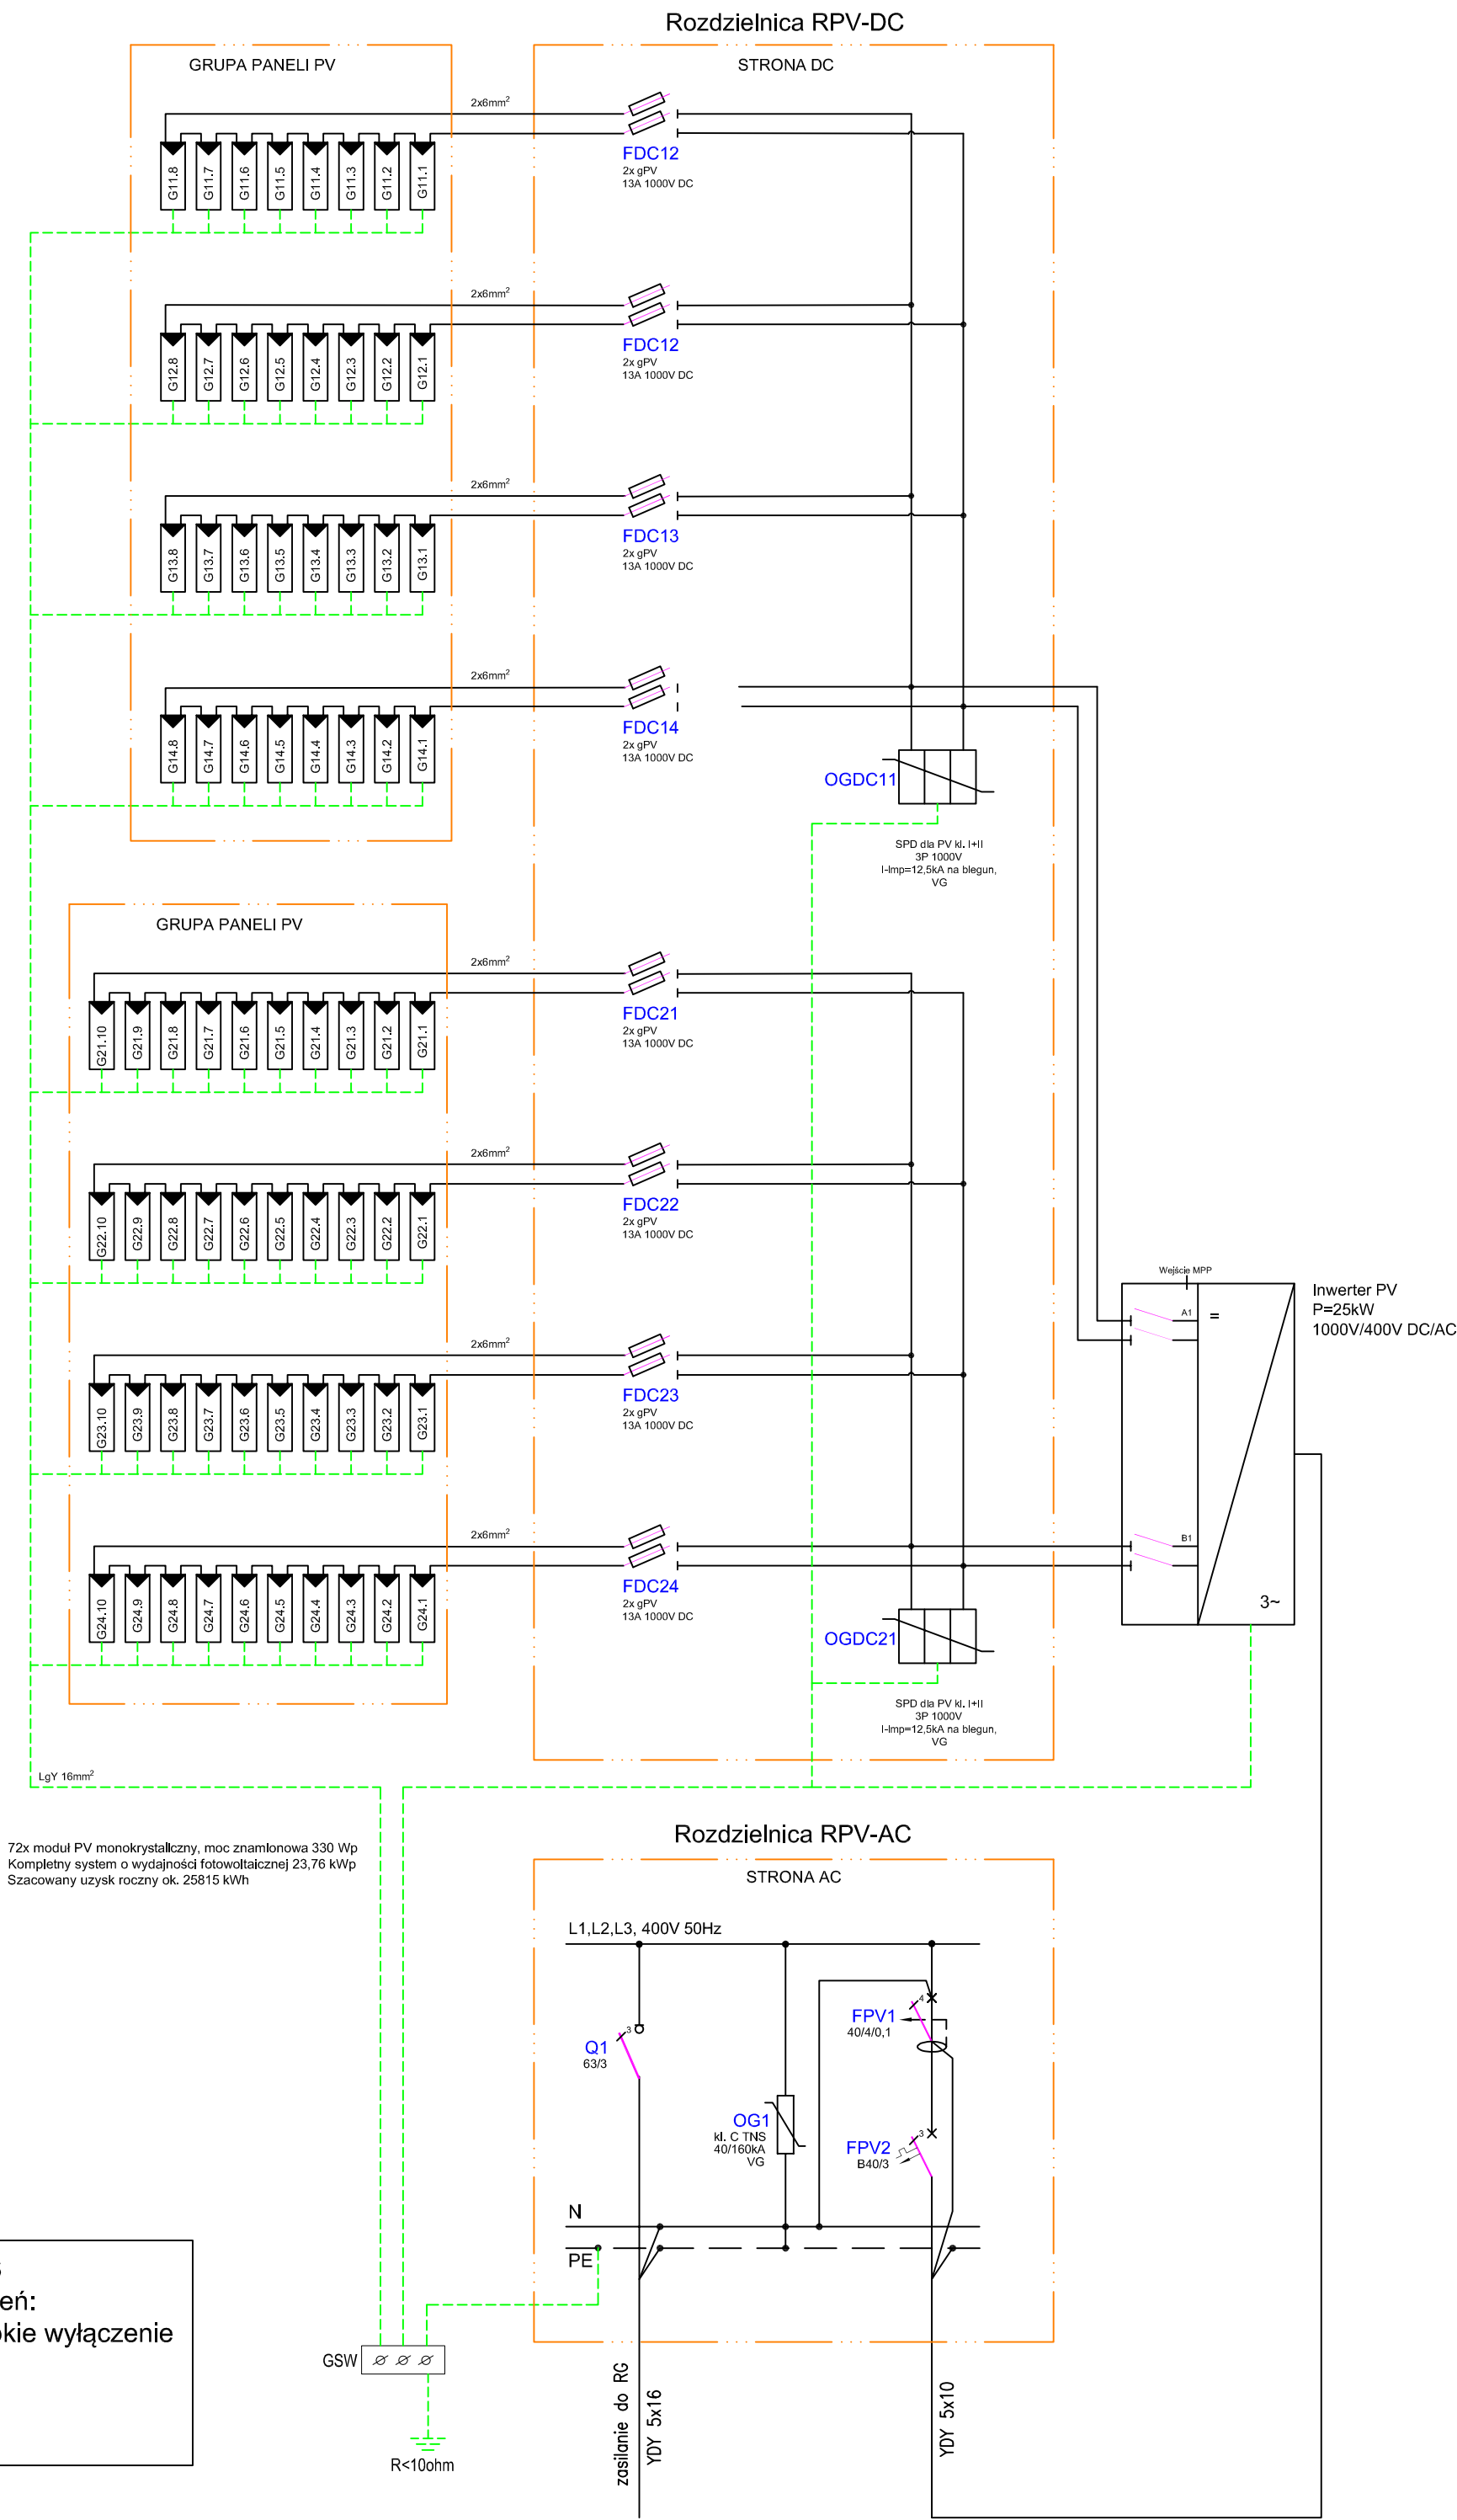 Rozdzielnica RPV-DC
GRUPA PANELI PV
STRONA DC
2x6mm²
G11.8 G11.7 G11.6 G11.5 G11.4 G11.3 G11.2 G11.1
FDC12
2x gPV
13A 1000V DC
2x6mm²
G12.8 G12.7 G12.6 G12.5 G12.4 G12.3 G12.2 G12.1
FDC12
2x gPV
13A 1000V DC
2x6mm²
G13.8 G13.7 G13.6 G13.5 G13.4 G13.3 G13.2 G13.1
FDC13
2x gPV
13A 1000V DC
2x6mm²
G14.8 G14.7 G14.6 G14.5 G14.4 G14.3 G14.2 G14.1
FDC14
2x gPV
13A 1000V DC
OGDC11
SPD dla PV kl. I+II
3P 1000V
I-Imp=12,5kA na biegun,
VG
GRUPA PANELI PV
2x6mm²
G21.10 G21.9 G21.8 G21.7 G21.6 G21.5 G21.4 G21.3 G21.2 G21.1
FDC21
2x gPV
13A 1000V DC
2x6mm²
G22.10 G22.9 G22.8 G22.7 G22.6 G22.5 G22.4 G22.3 G22.2 G22.1
FDC22
2x gPV
13A 1000V DC
Wejście MPP
A1
=
Inwerter PV
P=25kW
1000V/400V DC/AC
2x6mm²
G23.10 G23.9 G23.8 G23.7 G23.6 G23.5 G23.4 G23.3 G23.2 G23.1
FDC23
2x gPV
13A 1000V DC
2x6mm²
G24.10 G24.9 G24.8 G24.7 G24.6 G24.5 G24.4 G24.3 G24.2 G24.1
FDC24
2x gPV
13A 1000V DC
B1
3~
OGDC21
SPD dla PV kl. I+II
3P 1000V
I-Imp=12,5kA na biegun,
VG
LgY 16mm²
72x moduł PV monokrystaliczny, moc znamionowa 330 Wp
Kompletny system o wydajności fotowoltaicznej 23,76 kWp
Szacowany uzysk roczny ok. 25815 kWh
Rozdzielnica RPV-AC
STRONA AC
L1,L2,L3, 400V 50Hz
3
Q1
63/3
4
FPV1
40/4/0,1
OG1
kl. C TNS
40/160kA
VG
3
FPV2
B40/3
N
PE
eń:
kie wyłączenie
GSW
R<10ohm
zasilanie do RG
YDY 5x16
YDY 5x10